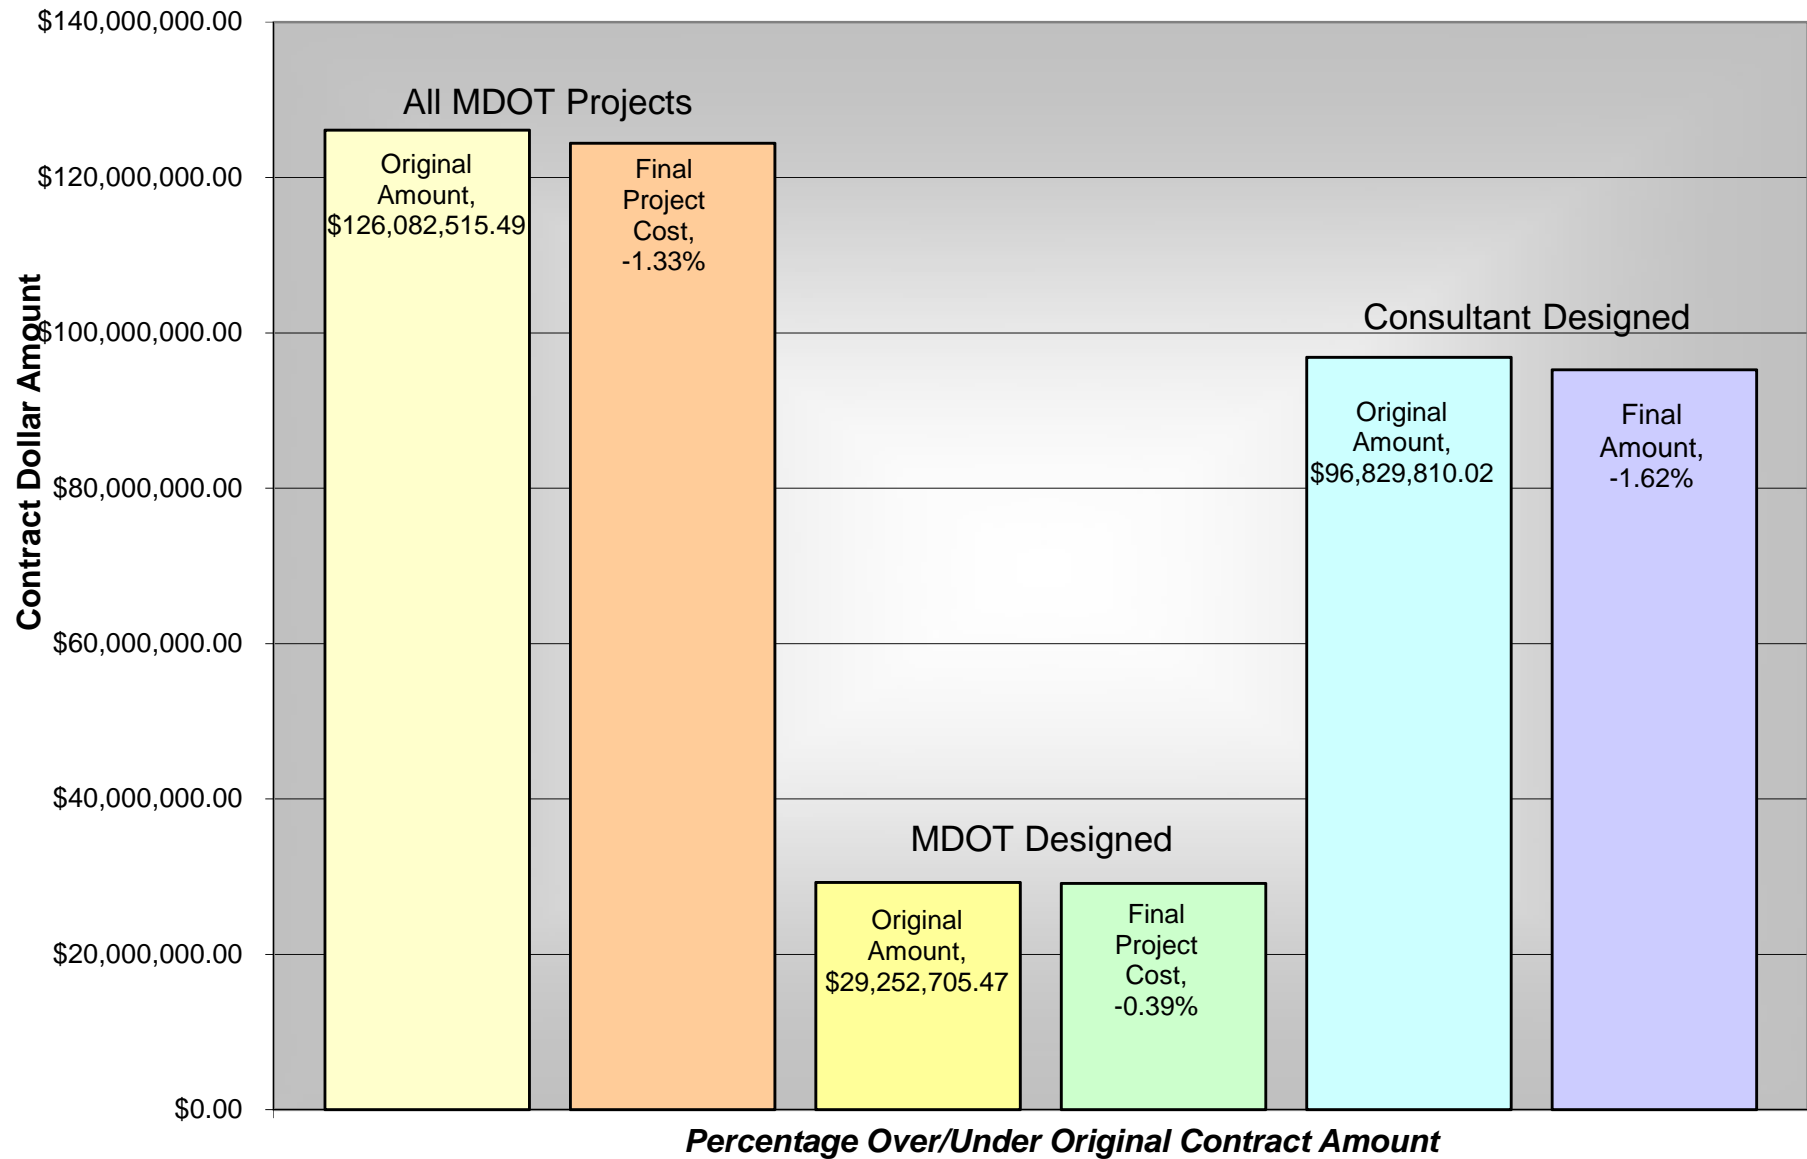 $140,000,000.00
$120,000,000.00
$100,000,000.00
$80,000,000.00
$60,000,000.00
$40,000,000.00
$20,000,000.00
$0.00
Contract Dollar Amount
All MDOT Projects
Original
Amount,
$126,082,515.49
Final
Project
Cost,
-1.33%
MDOT Designed
Original
Amount,
$29,252,705.47
Final
Project
Cost,
-0.39%
Consultant Designed
Original
Amount,
$96,829,810.02
Final
Amount,
-1.62%
Percentage Over/Under Original Contract Amount